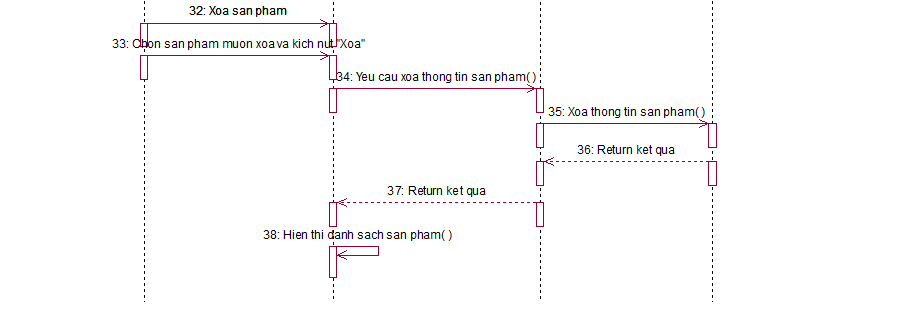 32: Xoa san pham
33: Chon san pham muon xoa va kich nut "Xoa"
34: Yeu cau xoa thong tin san pham( )
35: Xoa thong tin san pham( )
36: Return ket qua
37: Return ket qua
38: Hien thi danh sach san pham( )